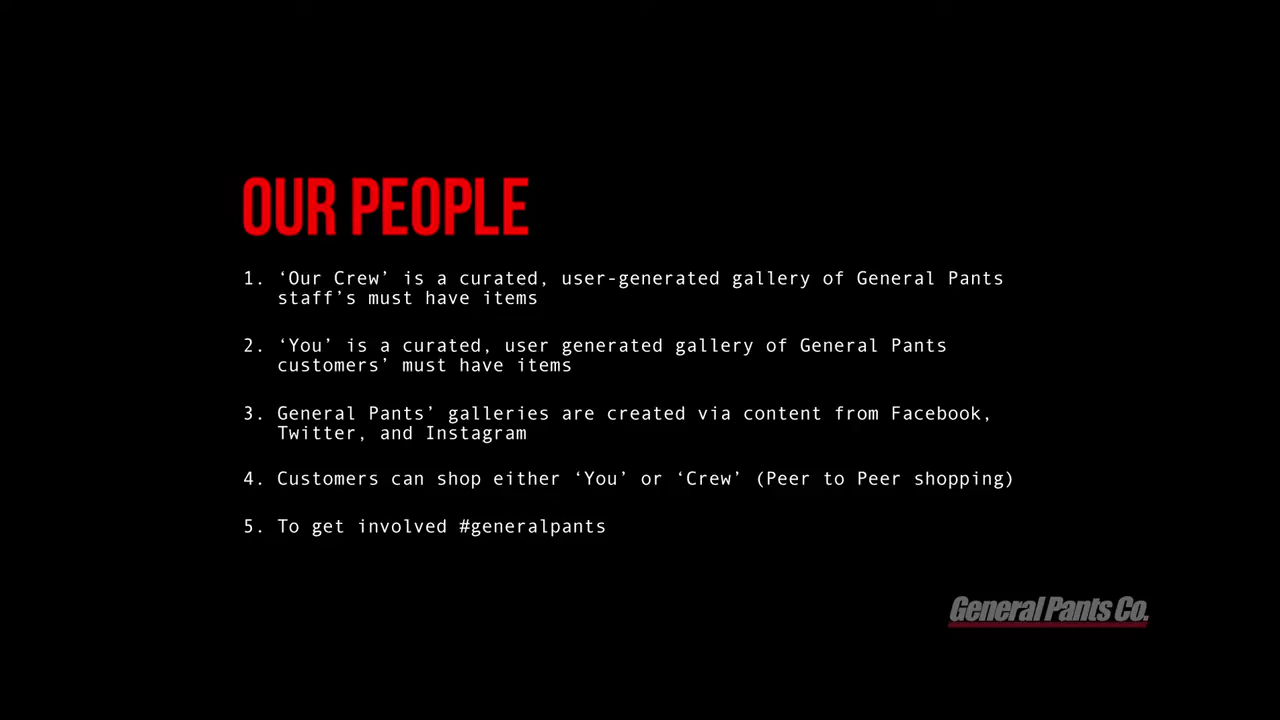 OUR PEOPLE
1. ‘Our Crew’ is a curated, user-generated gallery of General Pants
staff’s must have items
2. ‘You’ is a curated, user generated gallery of General Pants
customers’ must have items
3. General Pants’ galleries are created via content from Facebook,
Twitter, and Instagram
4. Customers can shop either ‘You’ or ‘Crew’ (Peer to Peer shopping)
5. To get involved #generalpants
General Pants Co.